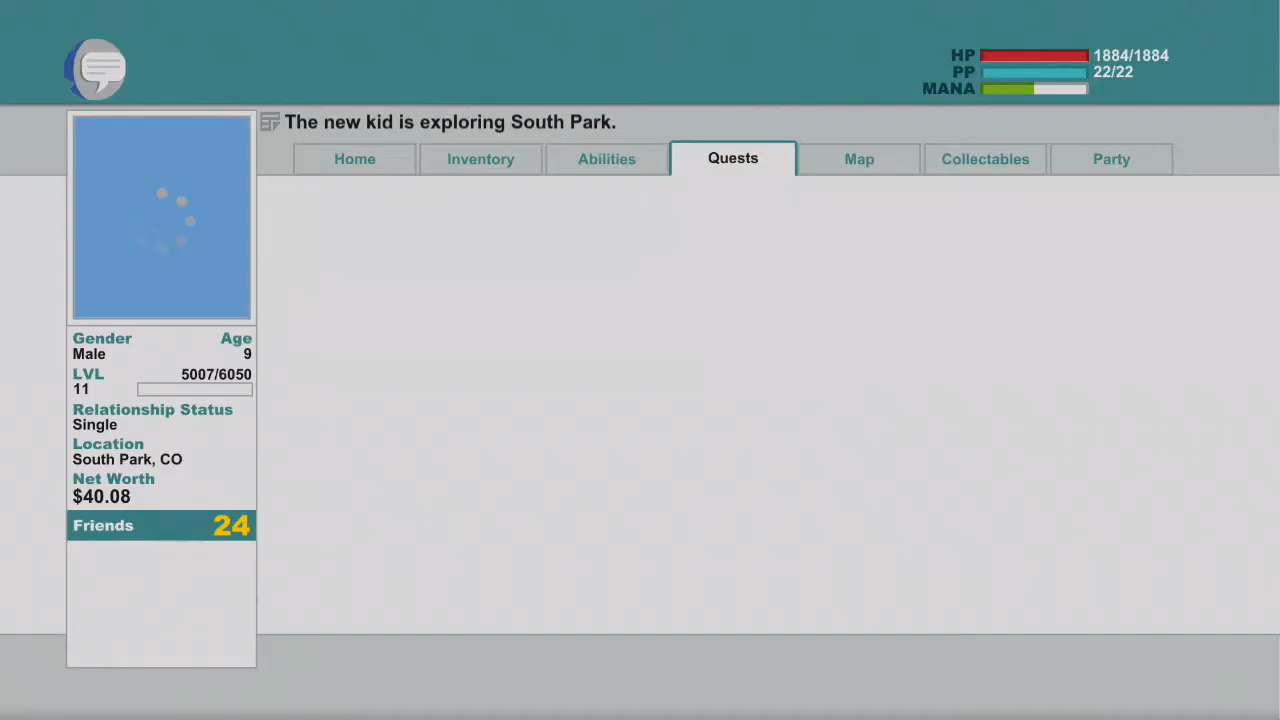 HP 1884/1884
PP 22/22
MANA
The new kid is exploring South Park.
Home Inventory Abilities Quests Map Collectables Party
Gender Age
Male 9
LVL 5007/6050
11
Relationship Status
Single
Location
South Park, CO
Net Worth
$40.08
Friends 24